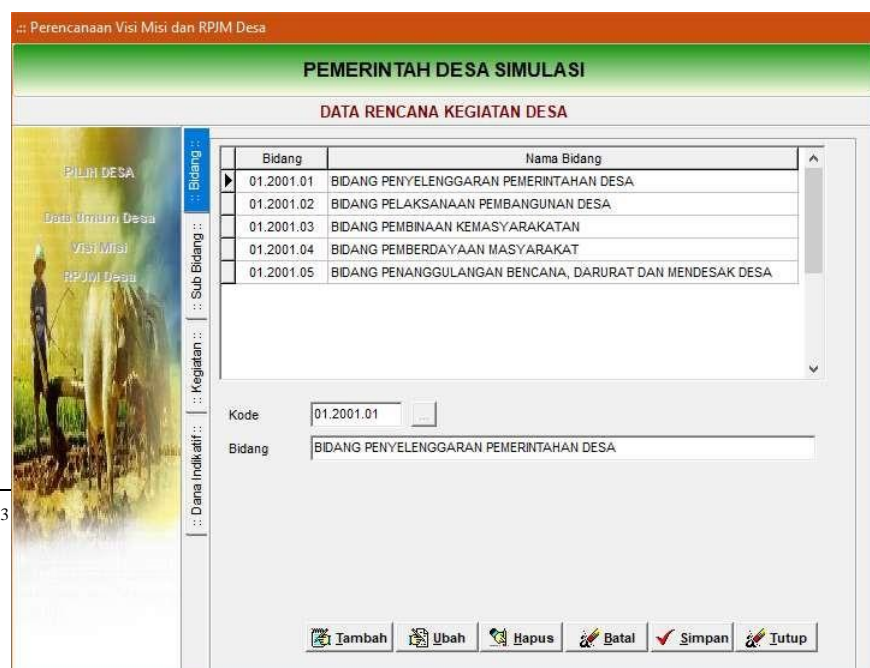 .:: Perencanaan Visi Misi dan RPJM Desa
PEMERINTAH DESA SIMULASI
DATA RENCANA KEGIATAN DESA
PILIH DESA
Data Umum Desa
Visi Misi
RPJM Desa
:: Bidang ::
:: Sub Bidang ::
:: Kegiatan ::
:: Dana Indikatif ::
Bidang Nama Bidang
01.2001.01 BIDANG PENYELENGGARAN PEMERINTAHAN DESA
01.2001.02 BIDANG PELAKSANAAN PEMBANGUNAN DESA
01.2001.03 BIDANG PEMBINAAN KEMASYARAKATAN
01.2001.04 BIDANG PEMBERDAYAAN MASYARAKAT
01.2001.05 BIDANG PENANGGULANGAN BENCANA, DARURAT DAN MENDESAK DESA
Kode 01.2001.01 ...
Bidang BIDANG PENYELENGGARAN PEMERINTAHAN DESA
3
Tambah Ubah Hapus Batal Simpan Tutup